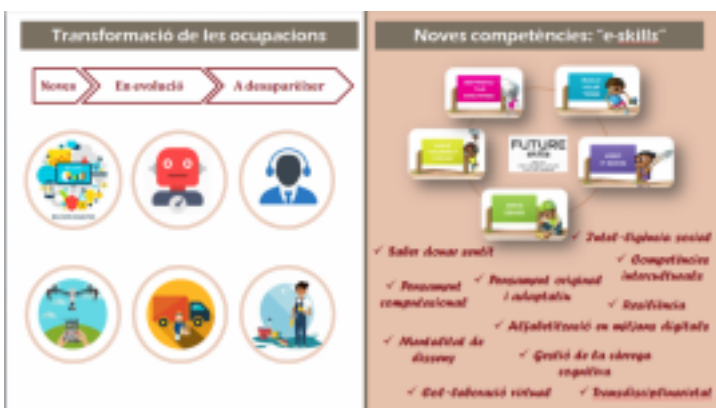 Transformació de les ocupacions
Noves
En evolució
A desaparèixer
Noves competències: "e-skills"
FUTURE
✓ Saber donar sentit
✓ Intel·ligència social
✓ Competències
interculturals
✓ Pensament
computacional
✓ Pensament original
i adaptatiu
✓ Resiliència
✓ Alfabetització en mitjans digitals
✓ Mentalitat de
disseny
✓ Gestió de la càrrega
cognitiva
✓ Col·laboració virtual
✓ Transdisciplinarietat